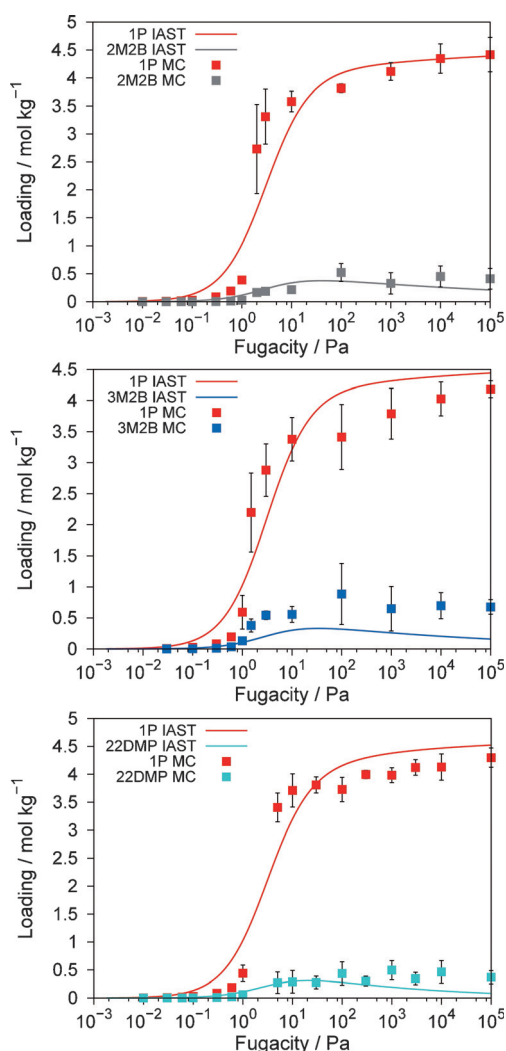 5
4.5
4
3.5
3
2.5
2
1.5
1
0.5
0
Loading / mol kg⁻¹
1P IAST
2M2B IAST
1P MC
2M2B MC
10⁻³ 10⁻² 10⁻¹ 10⁰ 10¹ 10² 10³ 10⁴ 10⁵
Fugacity / Pa
4.5
4
3.5
3
2.5
2
1.5
1
0.5
0
Loading / mol kg⁻¹
1P IAST
3M2B IAST
1P MC
3M2B MC
10⁻³ 10⁻² 10⁻¹ 10⁰ 10¹ 10² 10³ 10⁴ 10⁵
Fugacity / Pa
5
4.5
4
3.5
3
2.5
2
1.5
1
0.5
0
Loading / mol kg⁻¹
1P IAST
22DMP IAST
1P MC
22DMP MC
10⁻³ 10⁻² 10⁻¹ 10⁰ 10¹ 10² 10³ 10⁴ 10⁵
Fugacity / Pa